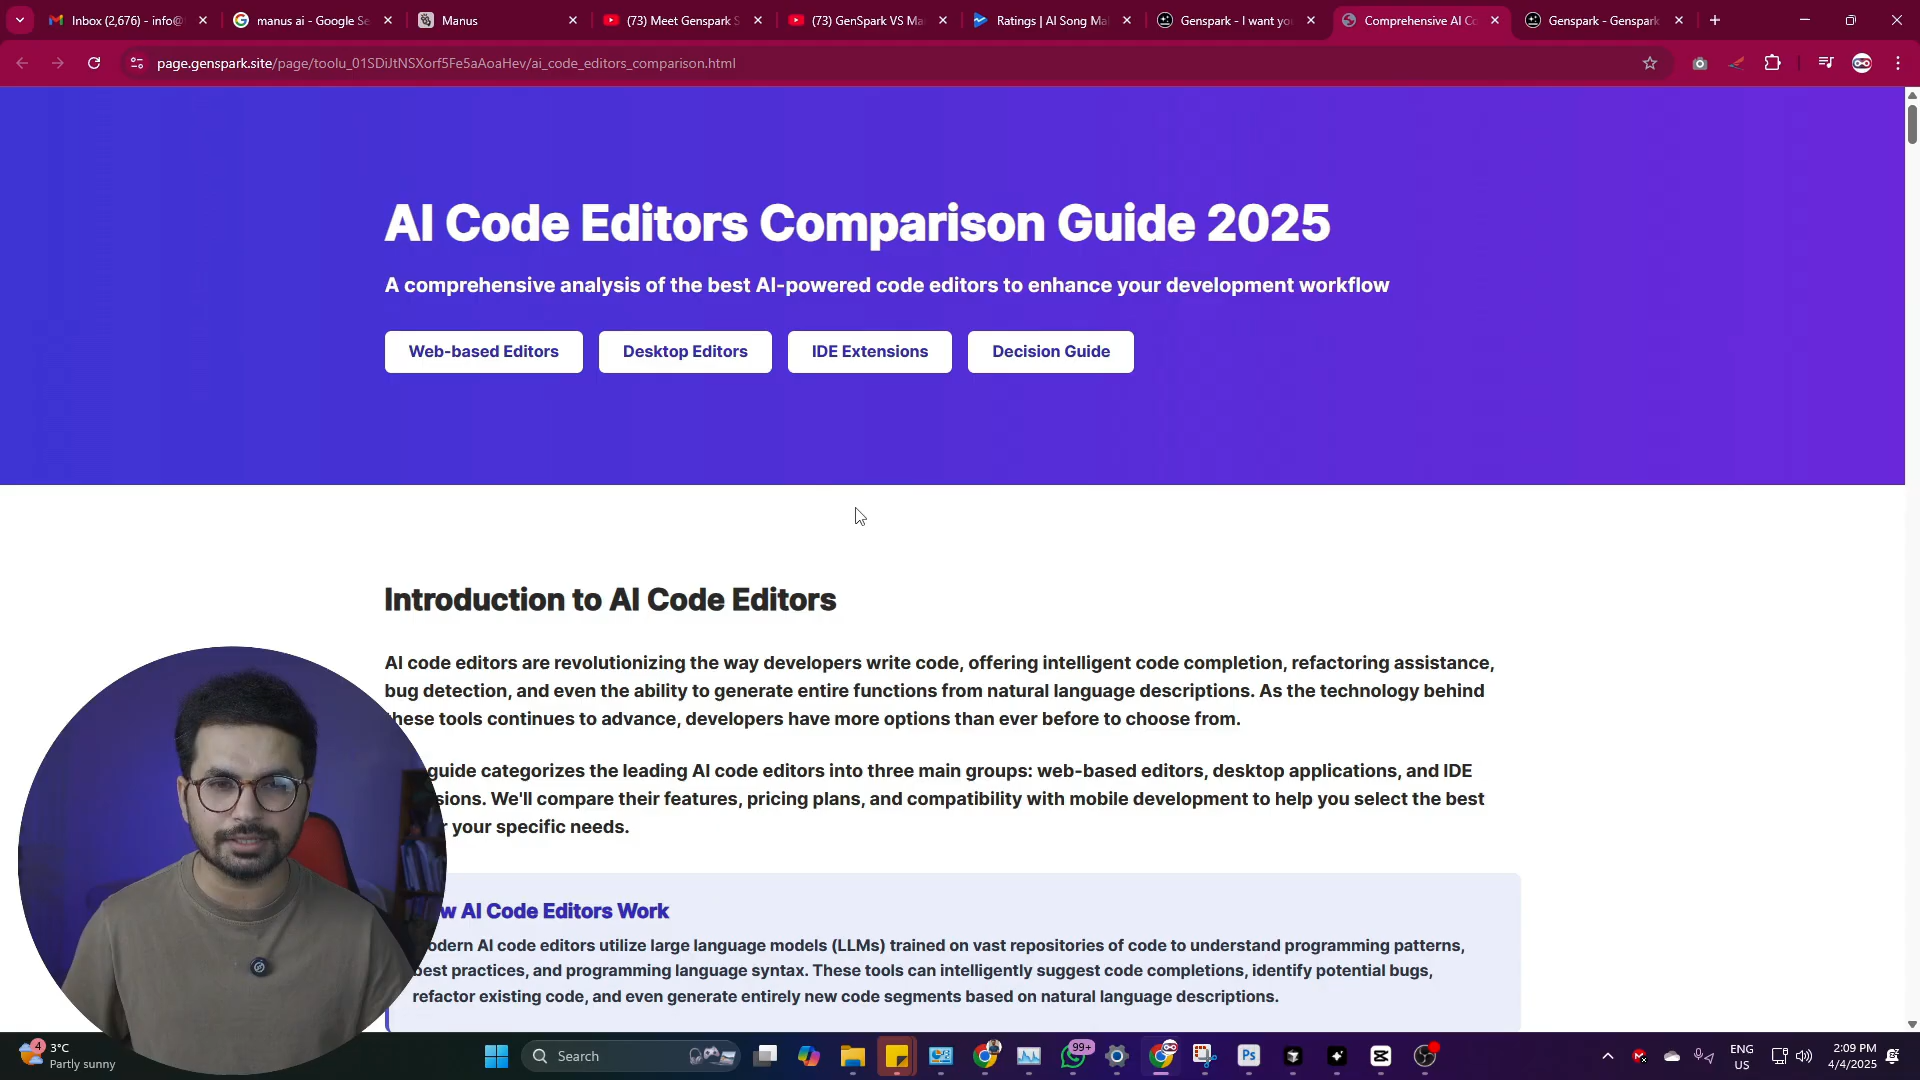 Inbox (2,676) - info@
manus ai - Google Se
Manus
(73) Meet Genspark S
(73) GenSpark VS Ma
Ratings | AI Song Ma
Genspark - I want yo
Comprehensive AI Co
Genspark - Genspark
page.genspark.site/page/toolu_01SDiJtNSXorf5Fe5aAoaHev/ai_code_editors_comparison.html
AI Code Editors Comparison Guide 2025
A comprehensive analysis of the best AI-powered code editors to enhance your development workflow
Web-based Editors
Desktop Editors
IDE Extensions
Decision Guide
Introduction to AI Code Editors
AI code editors are revolutionizing the way developers write code, offering intelligent code completion, refactoring assistance,
bug detection, and even the ability to generate entire functions from natural language descriptions. As the technology behind
these tools continues to advance, developers have more options than ever before to choose from.
guide categorizes the leading AI code editors into three main groups: web-based editors, desktop applications, and IDE
sions. We'll compare their features, pricing plans, and compatibility with mobile development to help you select the best
r your specific needs.
w AI Code Editors Work
odern AI code editors utilize large language models (LLMs) trained on vast repositories of code to understand programming patterns,
best practices, and programming language syntax. These tools can intelligently suggest code completions, identify potential bugs,
refactor existing code, and even generate entirely new code segments based on natural language descriptions.
4
3°C
Partly sunny
Search
99+
Ps
ENG
US
2:09 PM
4/4/2025